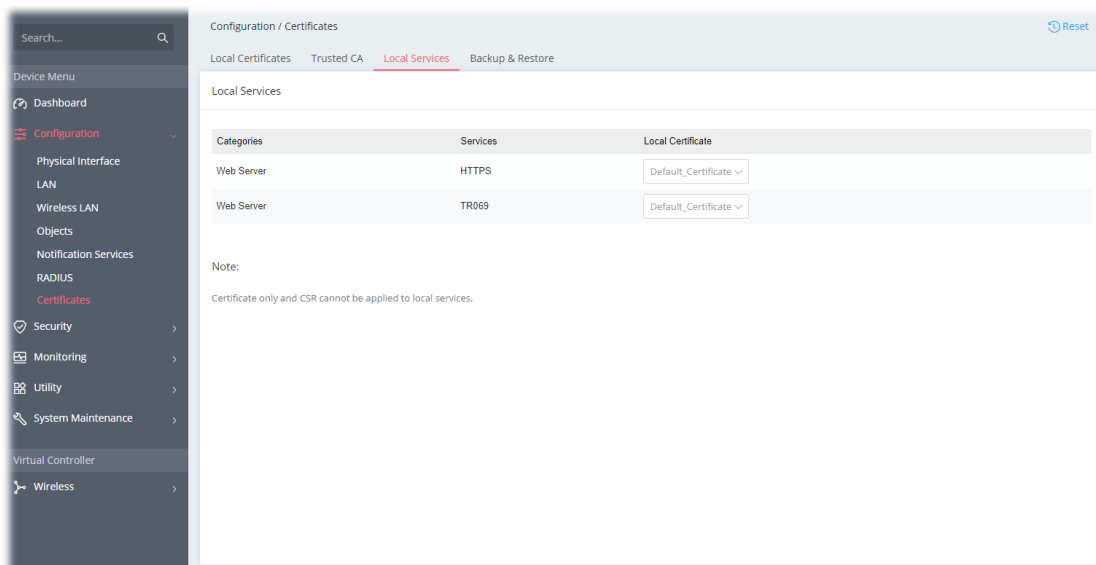 Search...
Device Menu
Dashboard
Configuration
Physical Interface
LAN
Wireless LAN
Objects
Notification Services
RADIUS
Certificates
Security
Monitoring
Utility
System Maintenance
Virtual Controller
Wireless
Configuration / Certificates
Reset
Local Certificates Trusted CA Local Services Backup & Restore
Local Services
Categories Services Local Certificate
Web Server HTTPS Default_Certificate
Web Server TR069 Default_Certificate
Note:
Certificate only and CSR cannot be applied to local services.